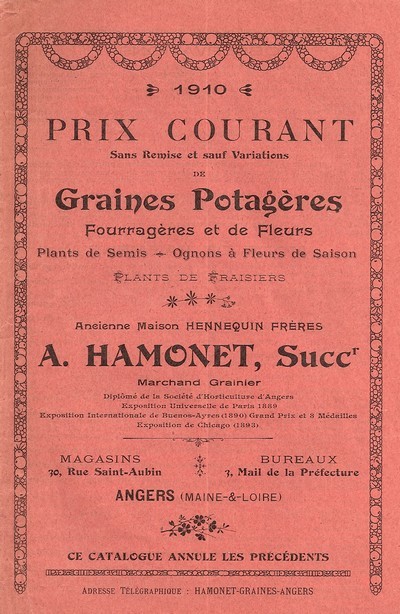 1910
PRIX COURANT
Sans Remise et sauf Variations
DE
Graines Potagères
Fourragères et de Fleurs
Plants de Semis - Ognons à Fleurs de Saison
PLANTS DE FRAISIERS
Ancienne Maison HENNEQUIN FRÈRES
A. HAMONET, Succr
Marchand Grainier
Diplômé de la Société d'Horticulture d'Angers
Exposition Universelle de Paris 1889
Exposition Internationale de Buenos-Ayres (1890) Grand Prix et 3 Médailles
Exposition de Chicago (1893)
MAGASINS
30, Rue Saint-Aubin
BUREAUX
3, Mail de la Préfecture
ANGERS (MAINE-&-LOIRE)
CE CATALOGUE ANNULE LES PRÉCÉDENTS
ADRESSE TÉLÉGRAPHIQUE : HAMONET-GRAINES-ANGERS